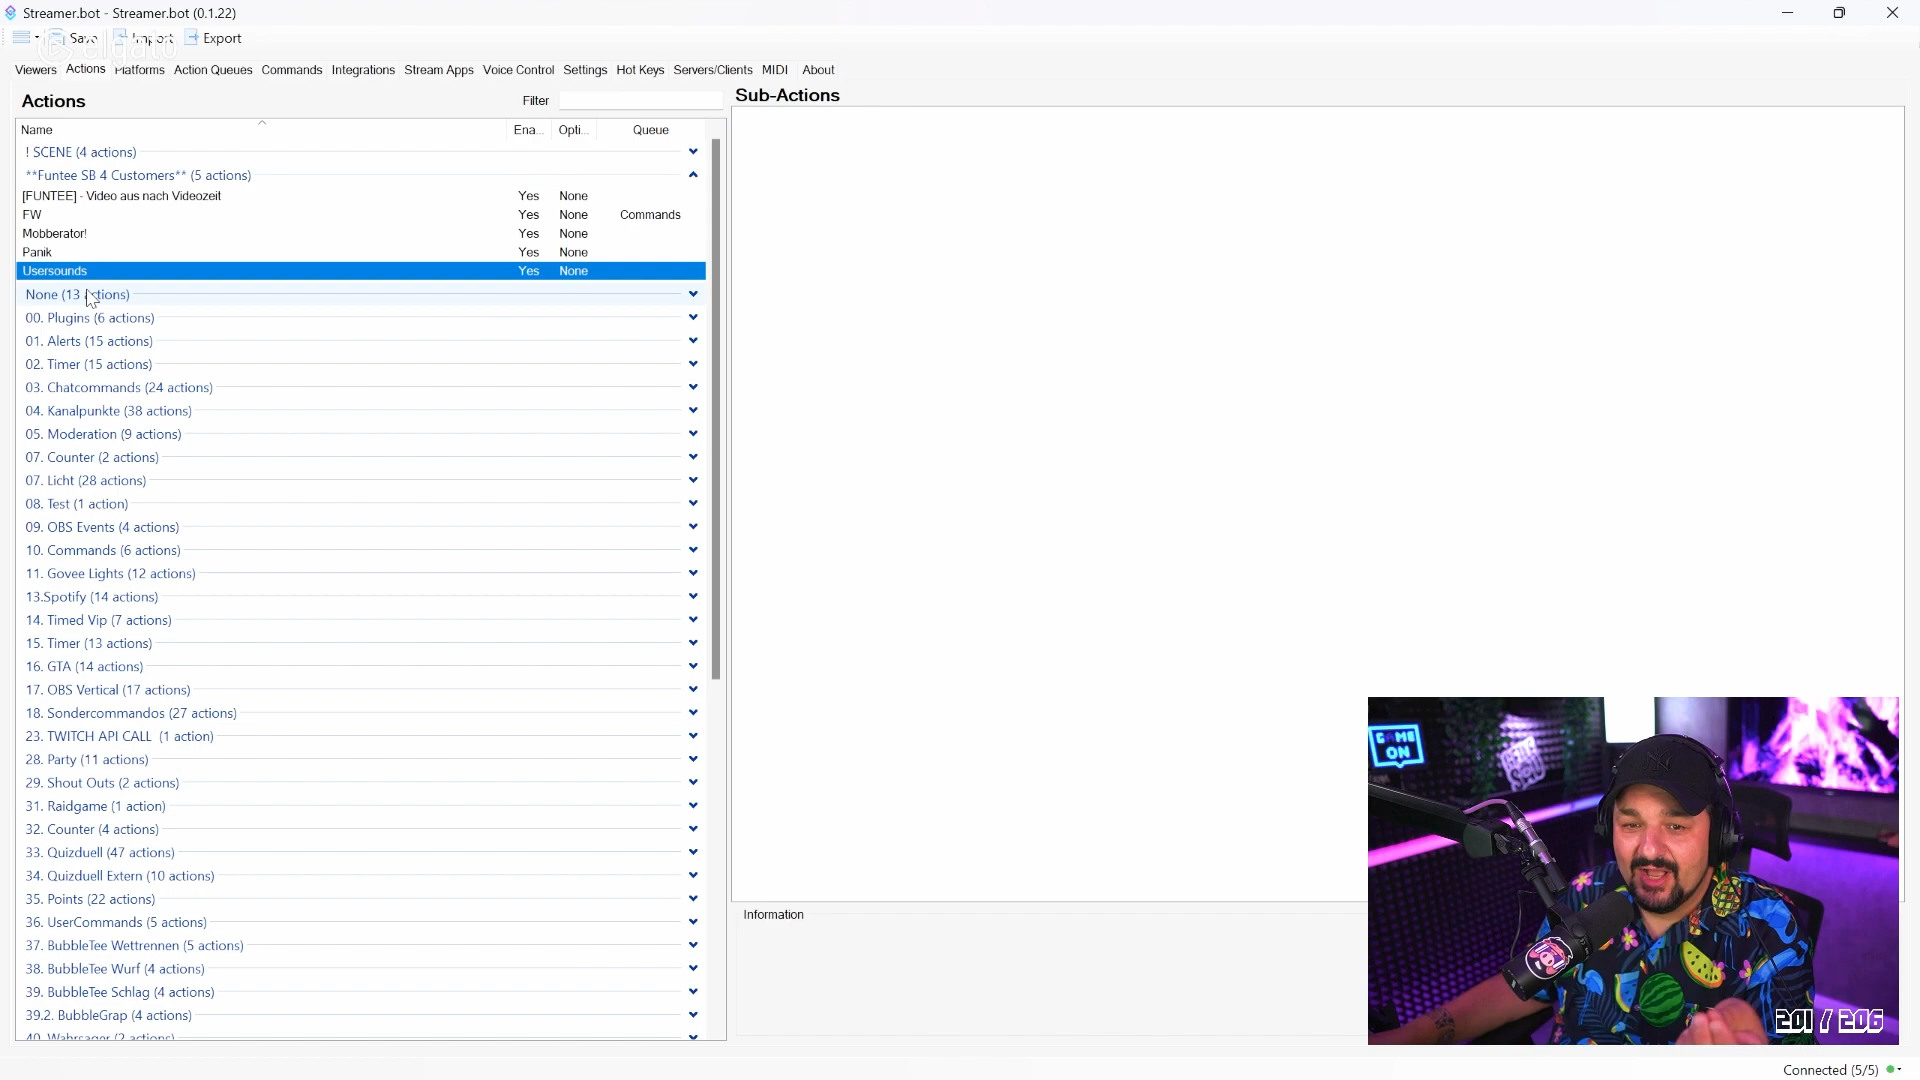 Streamer.bot - Streamer.bot (0.1.22)
Save Import Export
elgato
Viewers Actions Platforms Action Queues Commands Integrations Stream Apps Voice Control Settings Hot Keys Servers/Clients MIDI About
Actions Filter
Sub-Actions
Name Ena... Opti... Queue
! SCENE (4 actions)
**Funtee SB 4 Customers** (5 actions)
[FUNTEE] - Video aus nach Videozeit Yes None
FW Yes None Commands
Mobberator! Yes None
Panik Yes None
Usersounds Yes None
None (13 actions)
00. Plugins (6 actions)
01. Alerts (15 actions)
02. Timer (15 actions)
03. Chatcommands (24 actions)
04. Kanalpunkte (38 actions)
05. Moderation (9 actions)
07. Counter (2 actions)
07. Licht (28 actions)
08. Test (1 action)
09. OBS Events (4 actions)
10. Commands (6 actions)
11. Govee Lights (12 actions)
13.Spotify (14 actions)
14. Timed Vip (7 actions)
15. Timer (13 actions)
16. GTA (14 actions)
17. OBS Vertical (17 actions)
18. Sondercommandos (27 actions)
23. TWITCH API CALL (1 action)
28. Party (11 actions)
29. Shout Outs (2 actions)
31. Raidgame (1 action)
32. Counter (4 actions)
33. Quizduell (47 actions)
34. Quizduell Extern (10 actions)
35. Points (22 actions)
36. UserCommands (5 actions)
37. BubbleTee Wettrennen (5 actions)
38. BubbleTee Wurf (4 actions)
39. BubbleTee Schlag (4 actions)
39.2. BubbleGrap (4 actions)
40. Wahrsager (2 actions)
Information
GAME
ON
201 / 206
Connected (5/5)